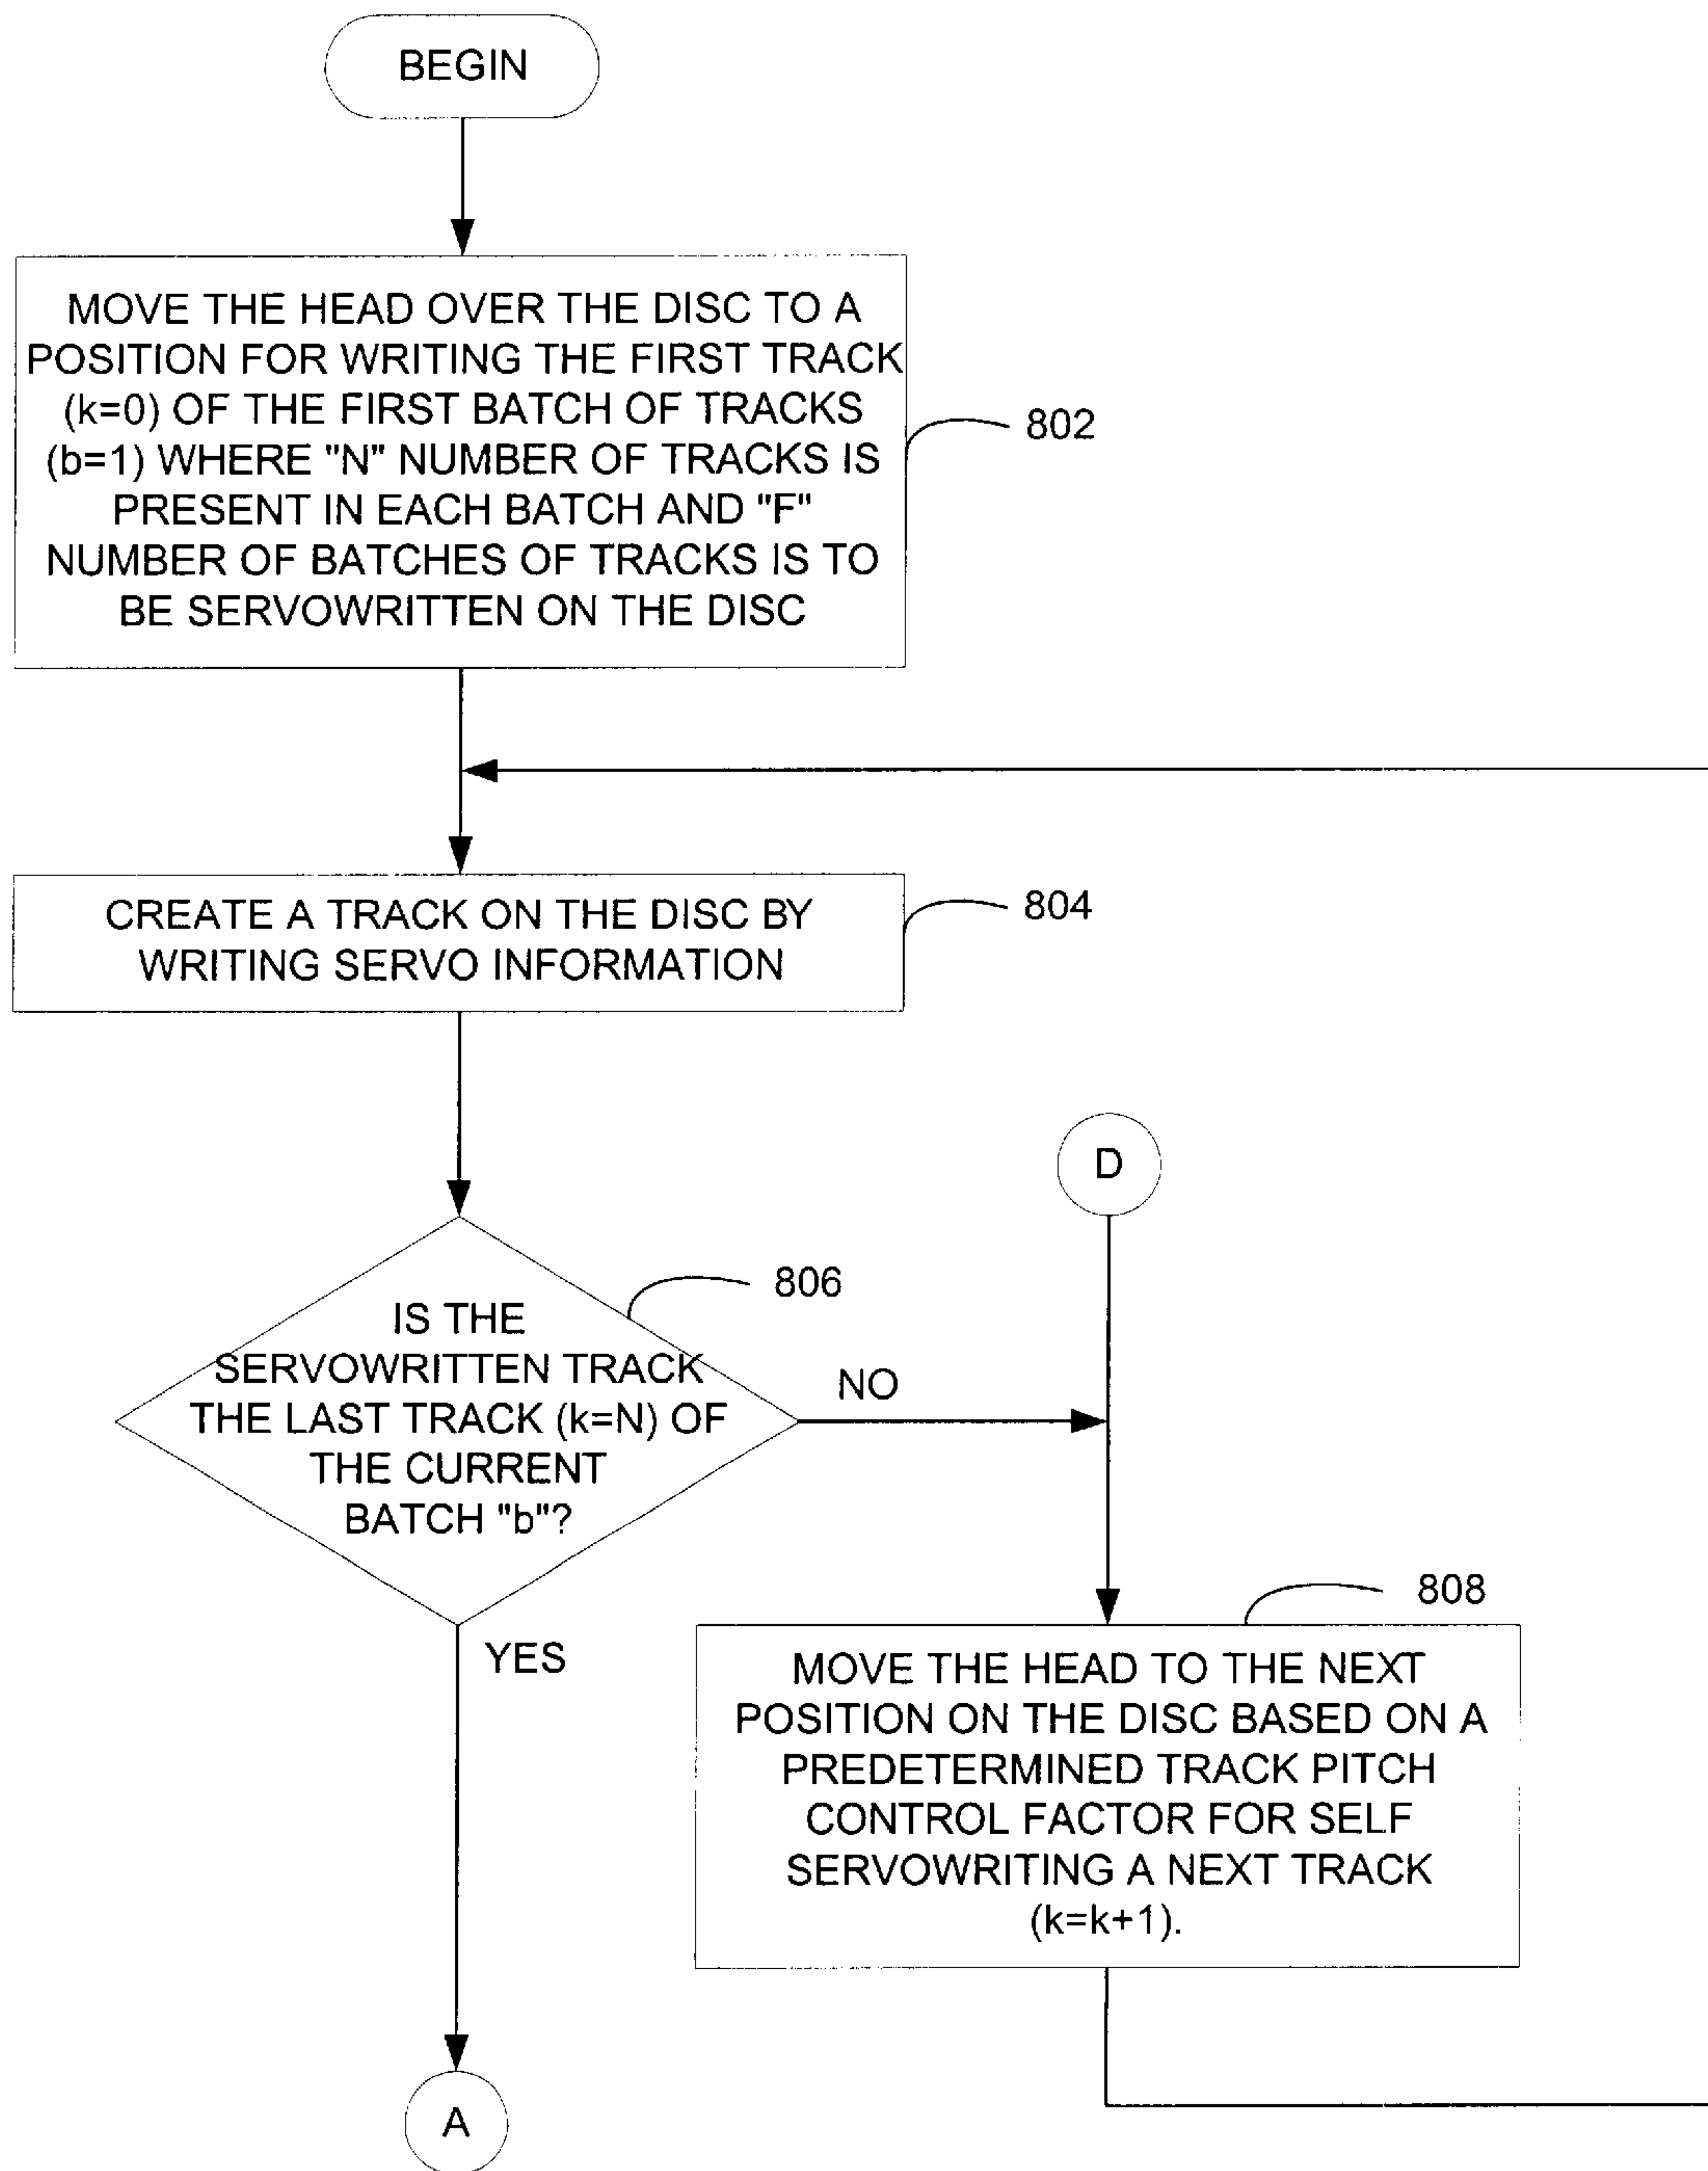 BEGIN
MOVE THE HEAD OVER THE DISC TO A
POSITION FOR WRITING THE FIRST TRACK
(k=0) OF THE FIRST BATCH OF TRACKS
(b=1) WHERE "N" NUMBER OF TRACKS IS
PRESENT IN EACH BATCH AND "F"
NUMBER OF BATCHES OF TRACKS IS TO
BE SERVOWRITTEN ON THE DISC
802
CREATE A TRACK ON THE DISC BY
WRITING SERVO INFORMATION
804
D
806
IS THE
SERVOWRITTEN TRACK
THE LAST TRACK (k=N) OF
THE CURRENT
BATCH "b"?
NO
YES
808
MOVE THE HEAD TO THE NEXT
POSITION ON THE DISC BASED ON A
PREDETERMINED TRACK PITCH
CONTROL FACTOR FOR SELF
SERVOWRITING A NEXT TRACK
(k=k+1).
A